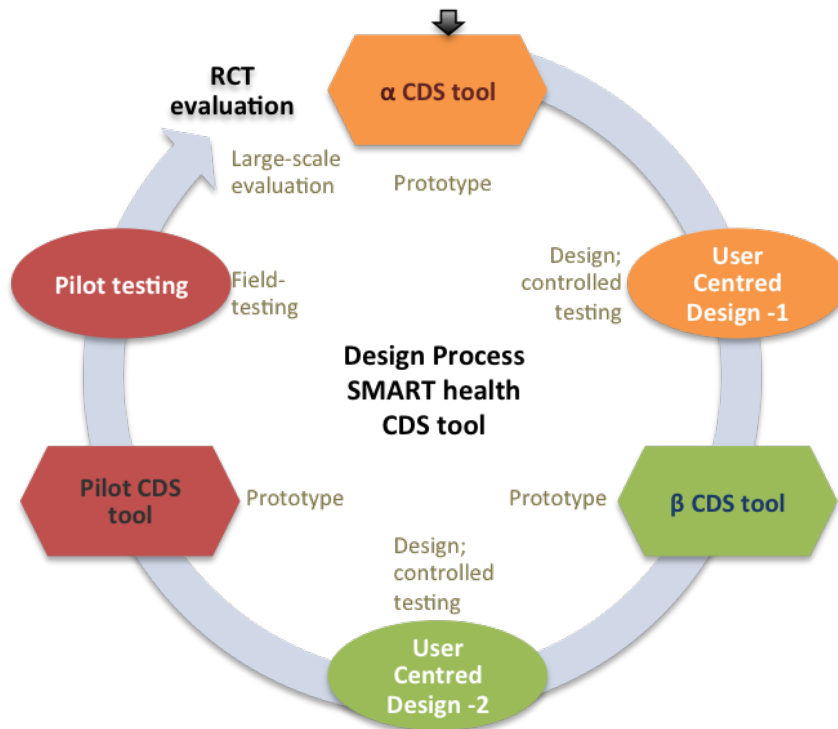 RCT
evaluation
α CDS tool
Large-scale
evaluation
Prototype
Design;
controlled
testing
User
Centred
Design -1
Pilot testing
Field-
testing
Design Process
SMART health
CDS tool
Pilot CDS
tool
Prototype
Prototype
β CDS tool
Design;
controlled
testing
User
Centred
Design -2